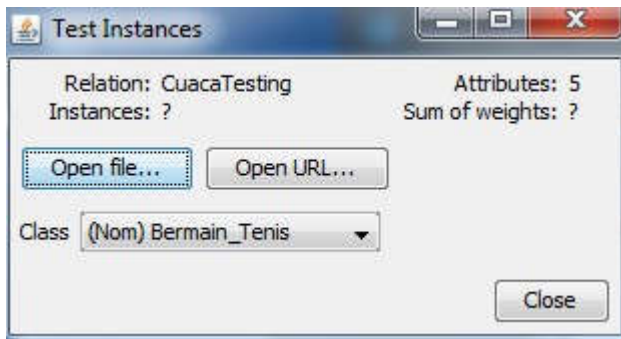 Test Instances
Relation: CuacaTesting Attributes: 5
Instances: ? Sum of weights: ?
Open file... Open URL...
Class (Nom) Bermain_Tenis
Close